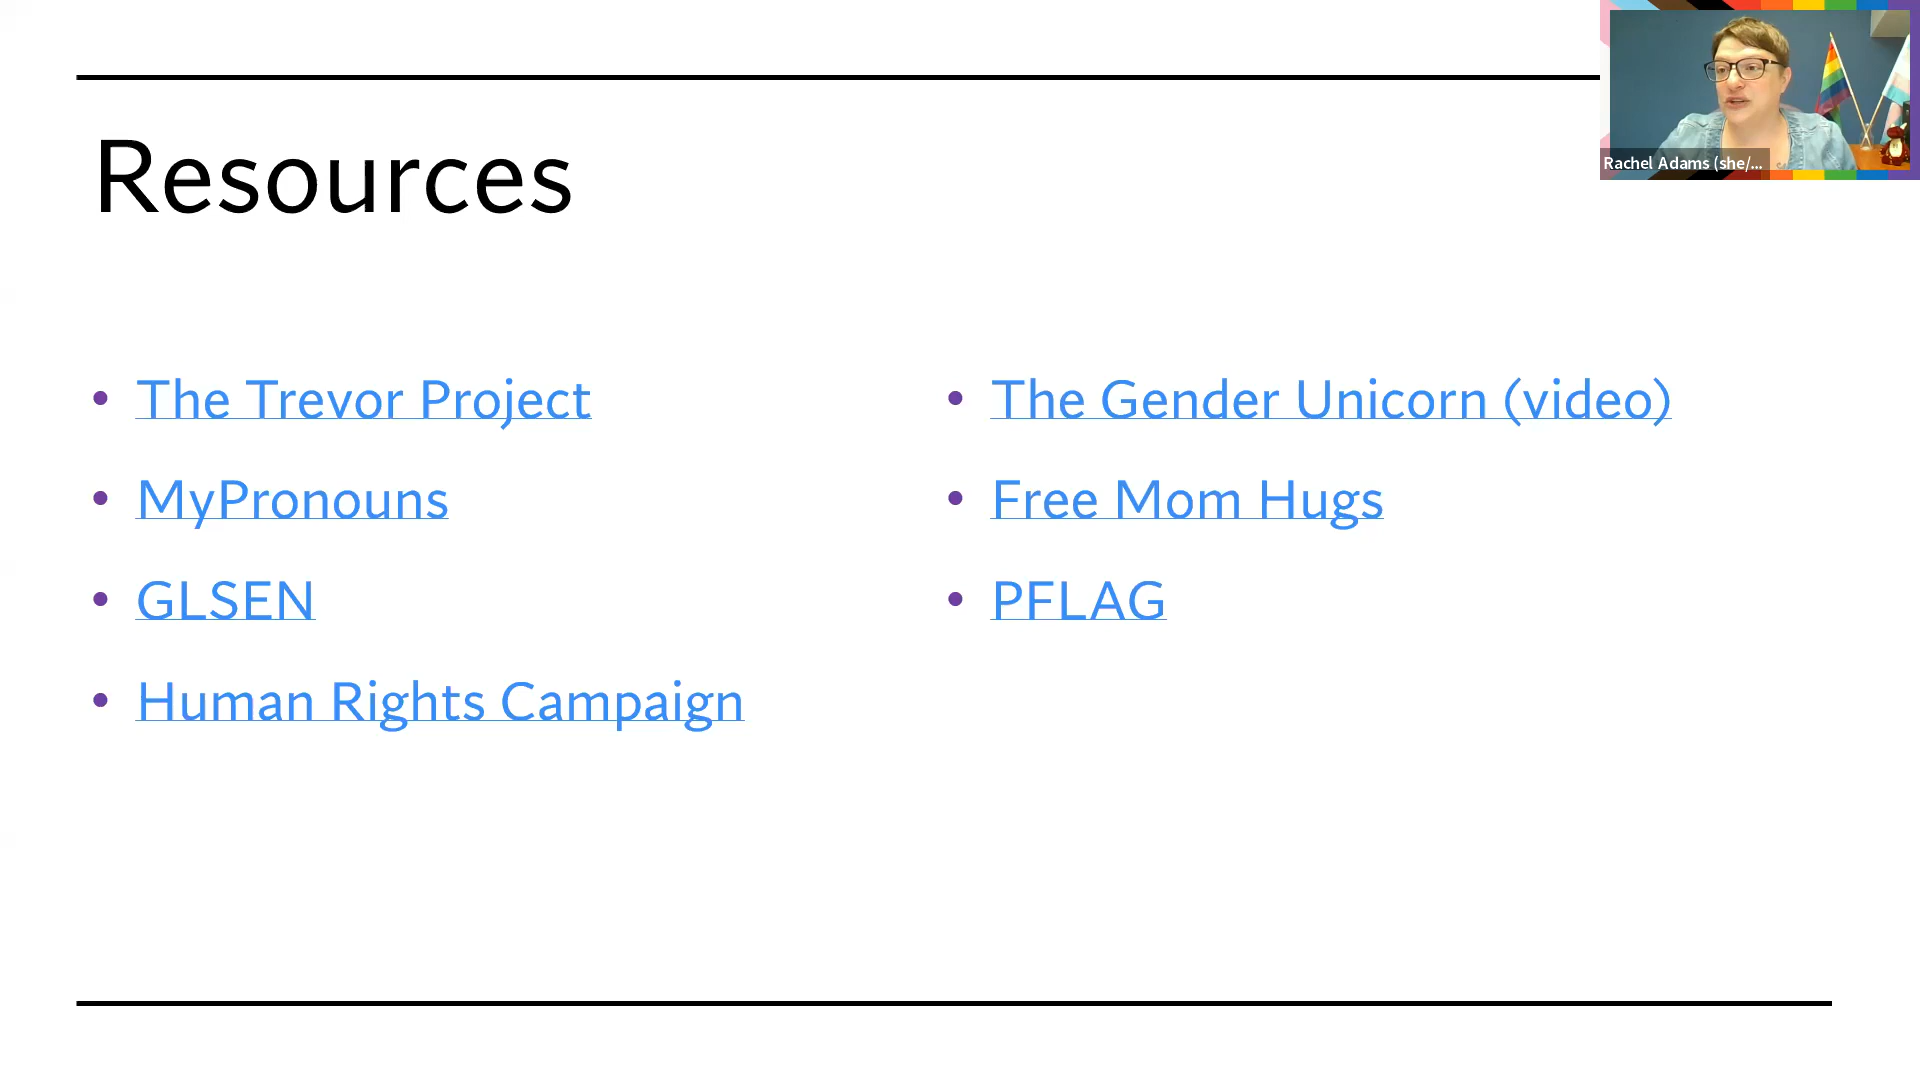 Resources
• The Trevor Project
• MyPronouns
• GLSEN
• Human Rights Campaign
• The Gender Unicorn (video)
• Free Mom Hugs
• PFLAG
Rachel Adams (she/...